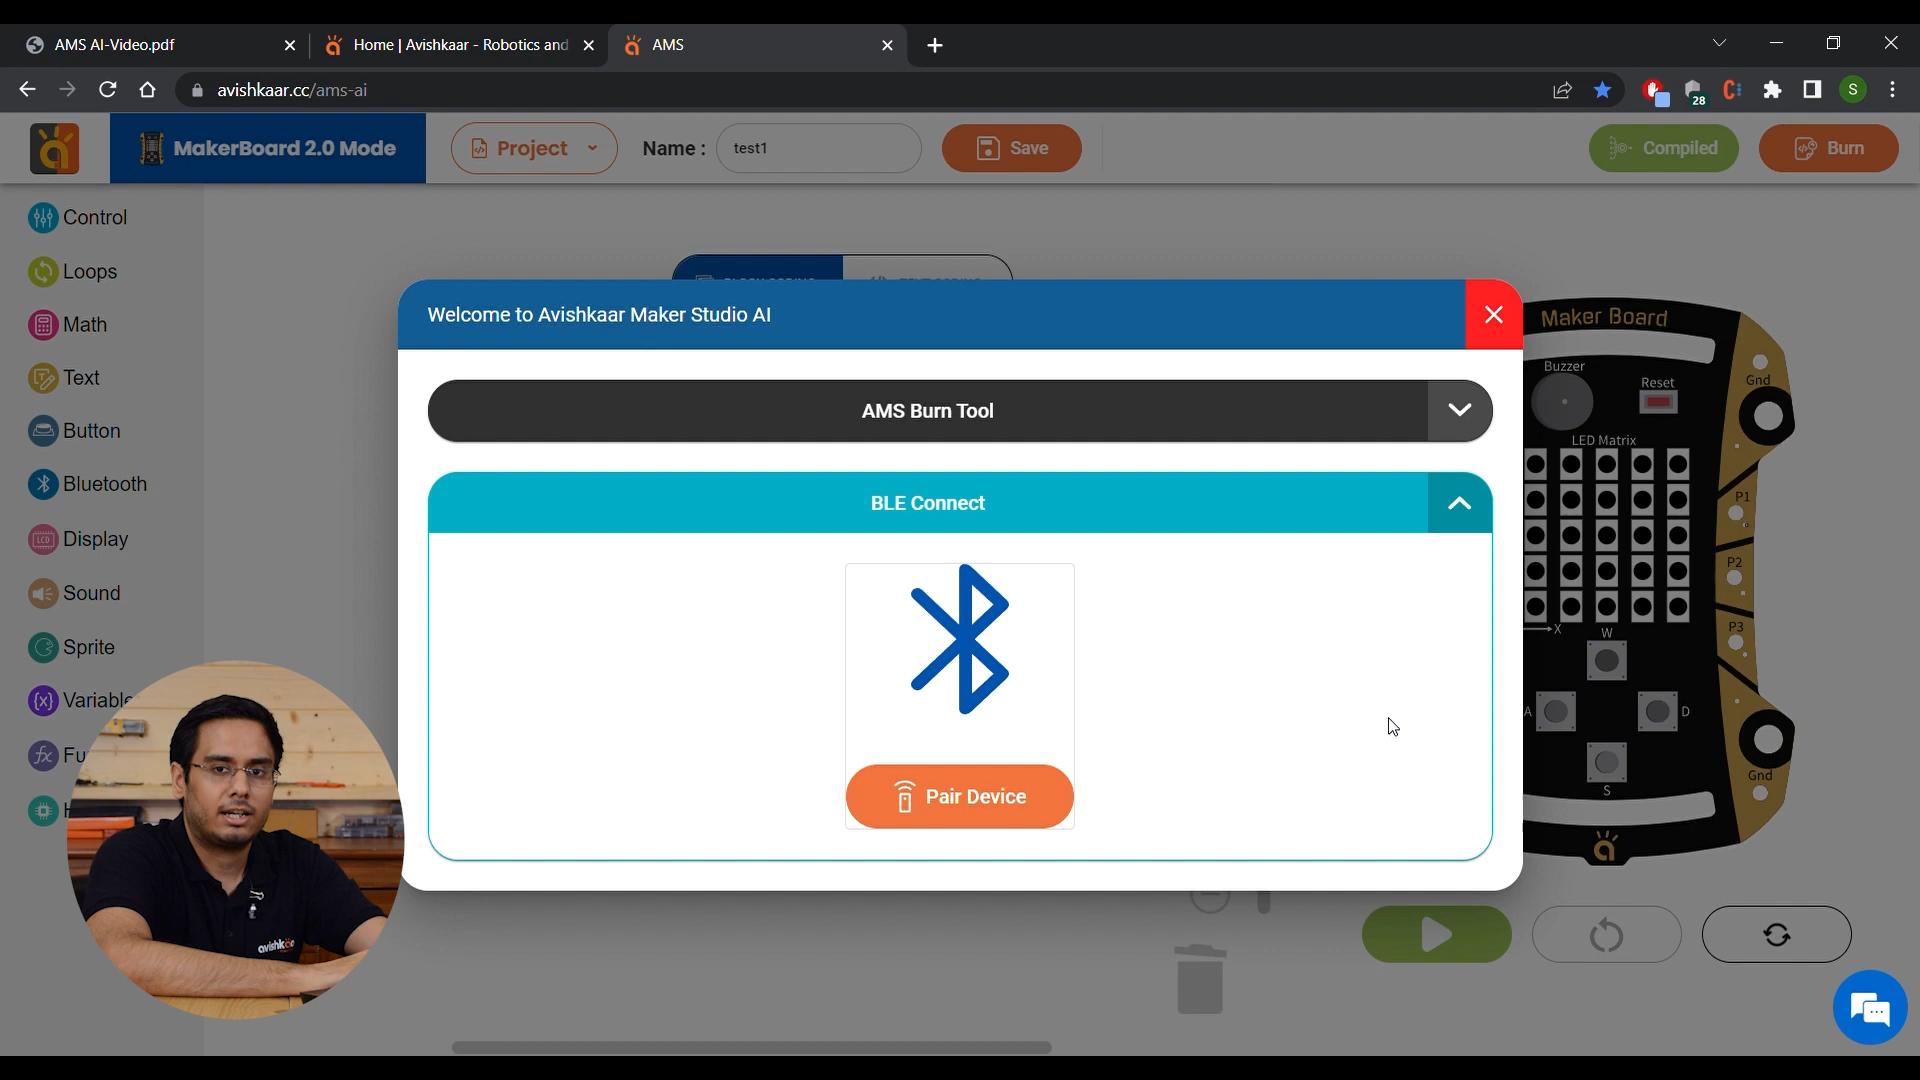 AMS AI-Video.pdf
Home | Avishkaar - Robotics and
AMS
avishkaar.cc/ams-ai
28
S
MakerBoard 2.0 Mode
Project
Name :
test1
Save
Compiled
Burn
Control
Loops
Math
Text
Button
Bluetooth
Display
Sound
Sprite
Variable
Fu
Welcome to Avishkaar Maker Studio AI
AMS Burn Tool
BLE Connect
Pair Device
Maker Board
Buzzer
Reset
Gnd
LED Matrix
P1
P2
P3
X
W
A
D
S
Gnd
avishkaar